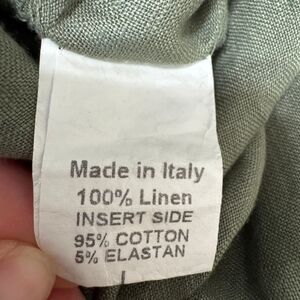 Made in Italy
100% Linen
INSERT SIDE
95% COTTON
5% ELASTAN